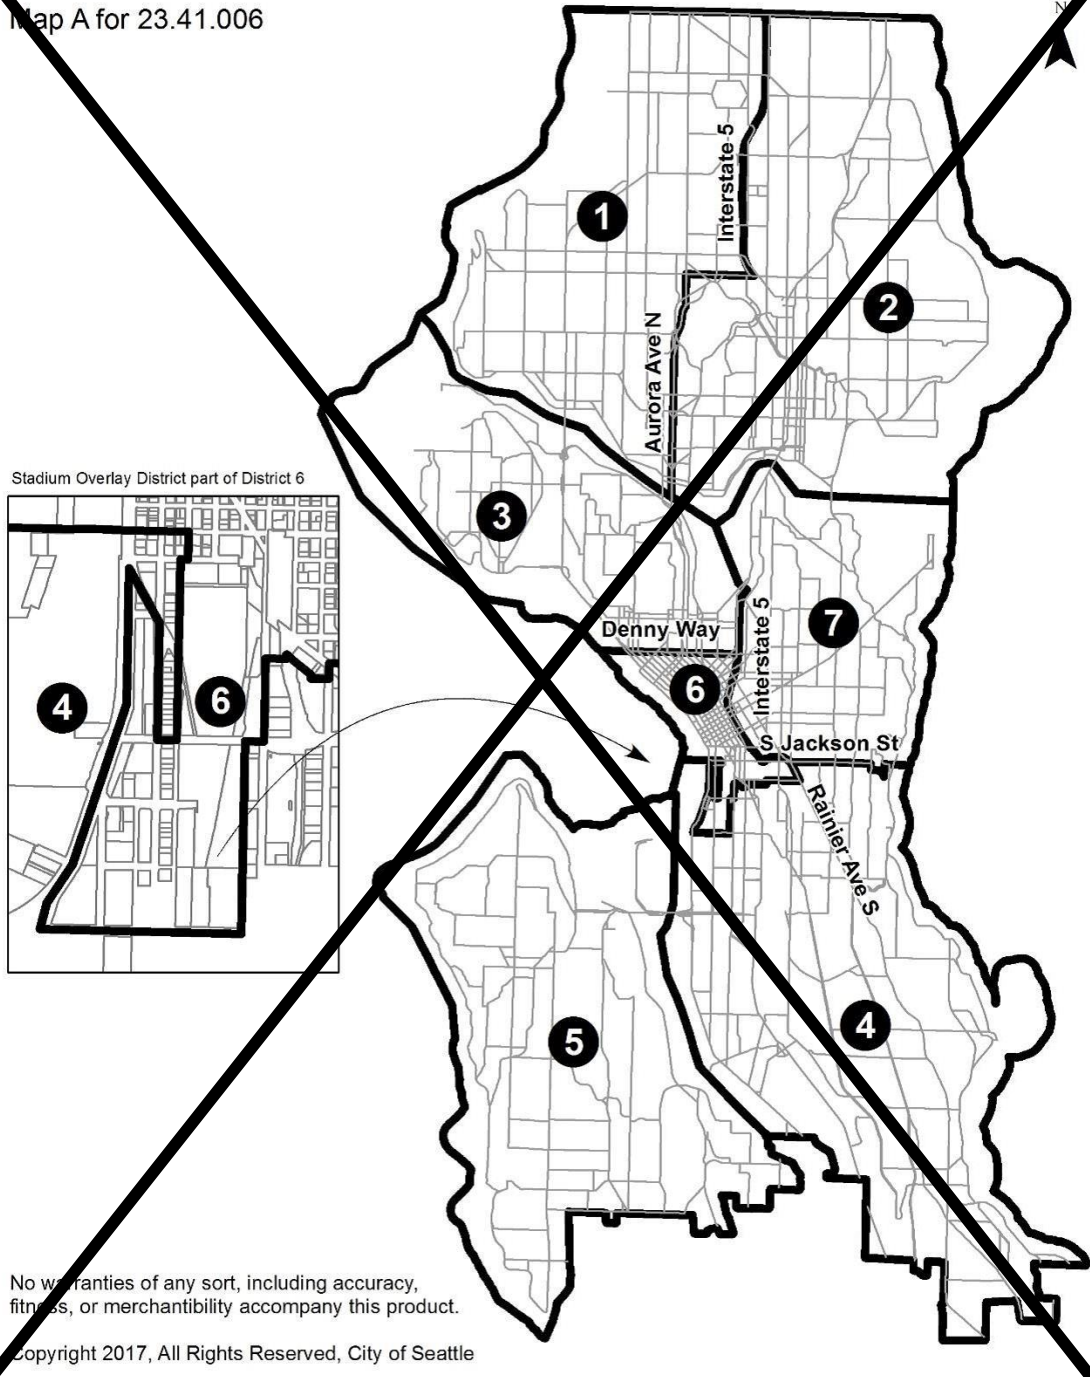 Map A for 23.41.006
N
Interstate 5
1
2
Aurora Ave N
Stadium Overlay District part of District 6
3
4
6
Denny Way
Interstate 5
7
6
S Jackson St
Rainier Ave S
5
4
No warranties of any sort, including accuracy,
fitness, or merchantibility accompany this product.
Copyright 2017, All Rights Reserved, City of Seattle